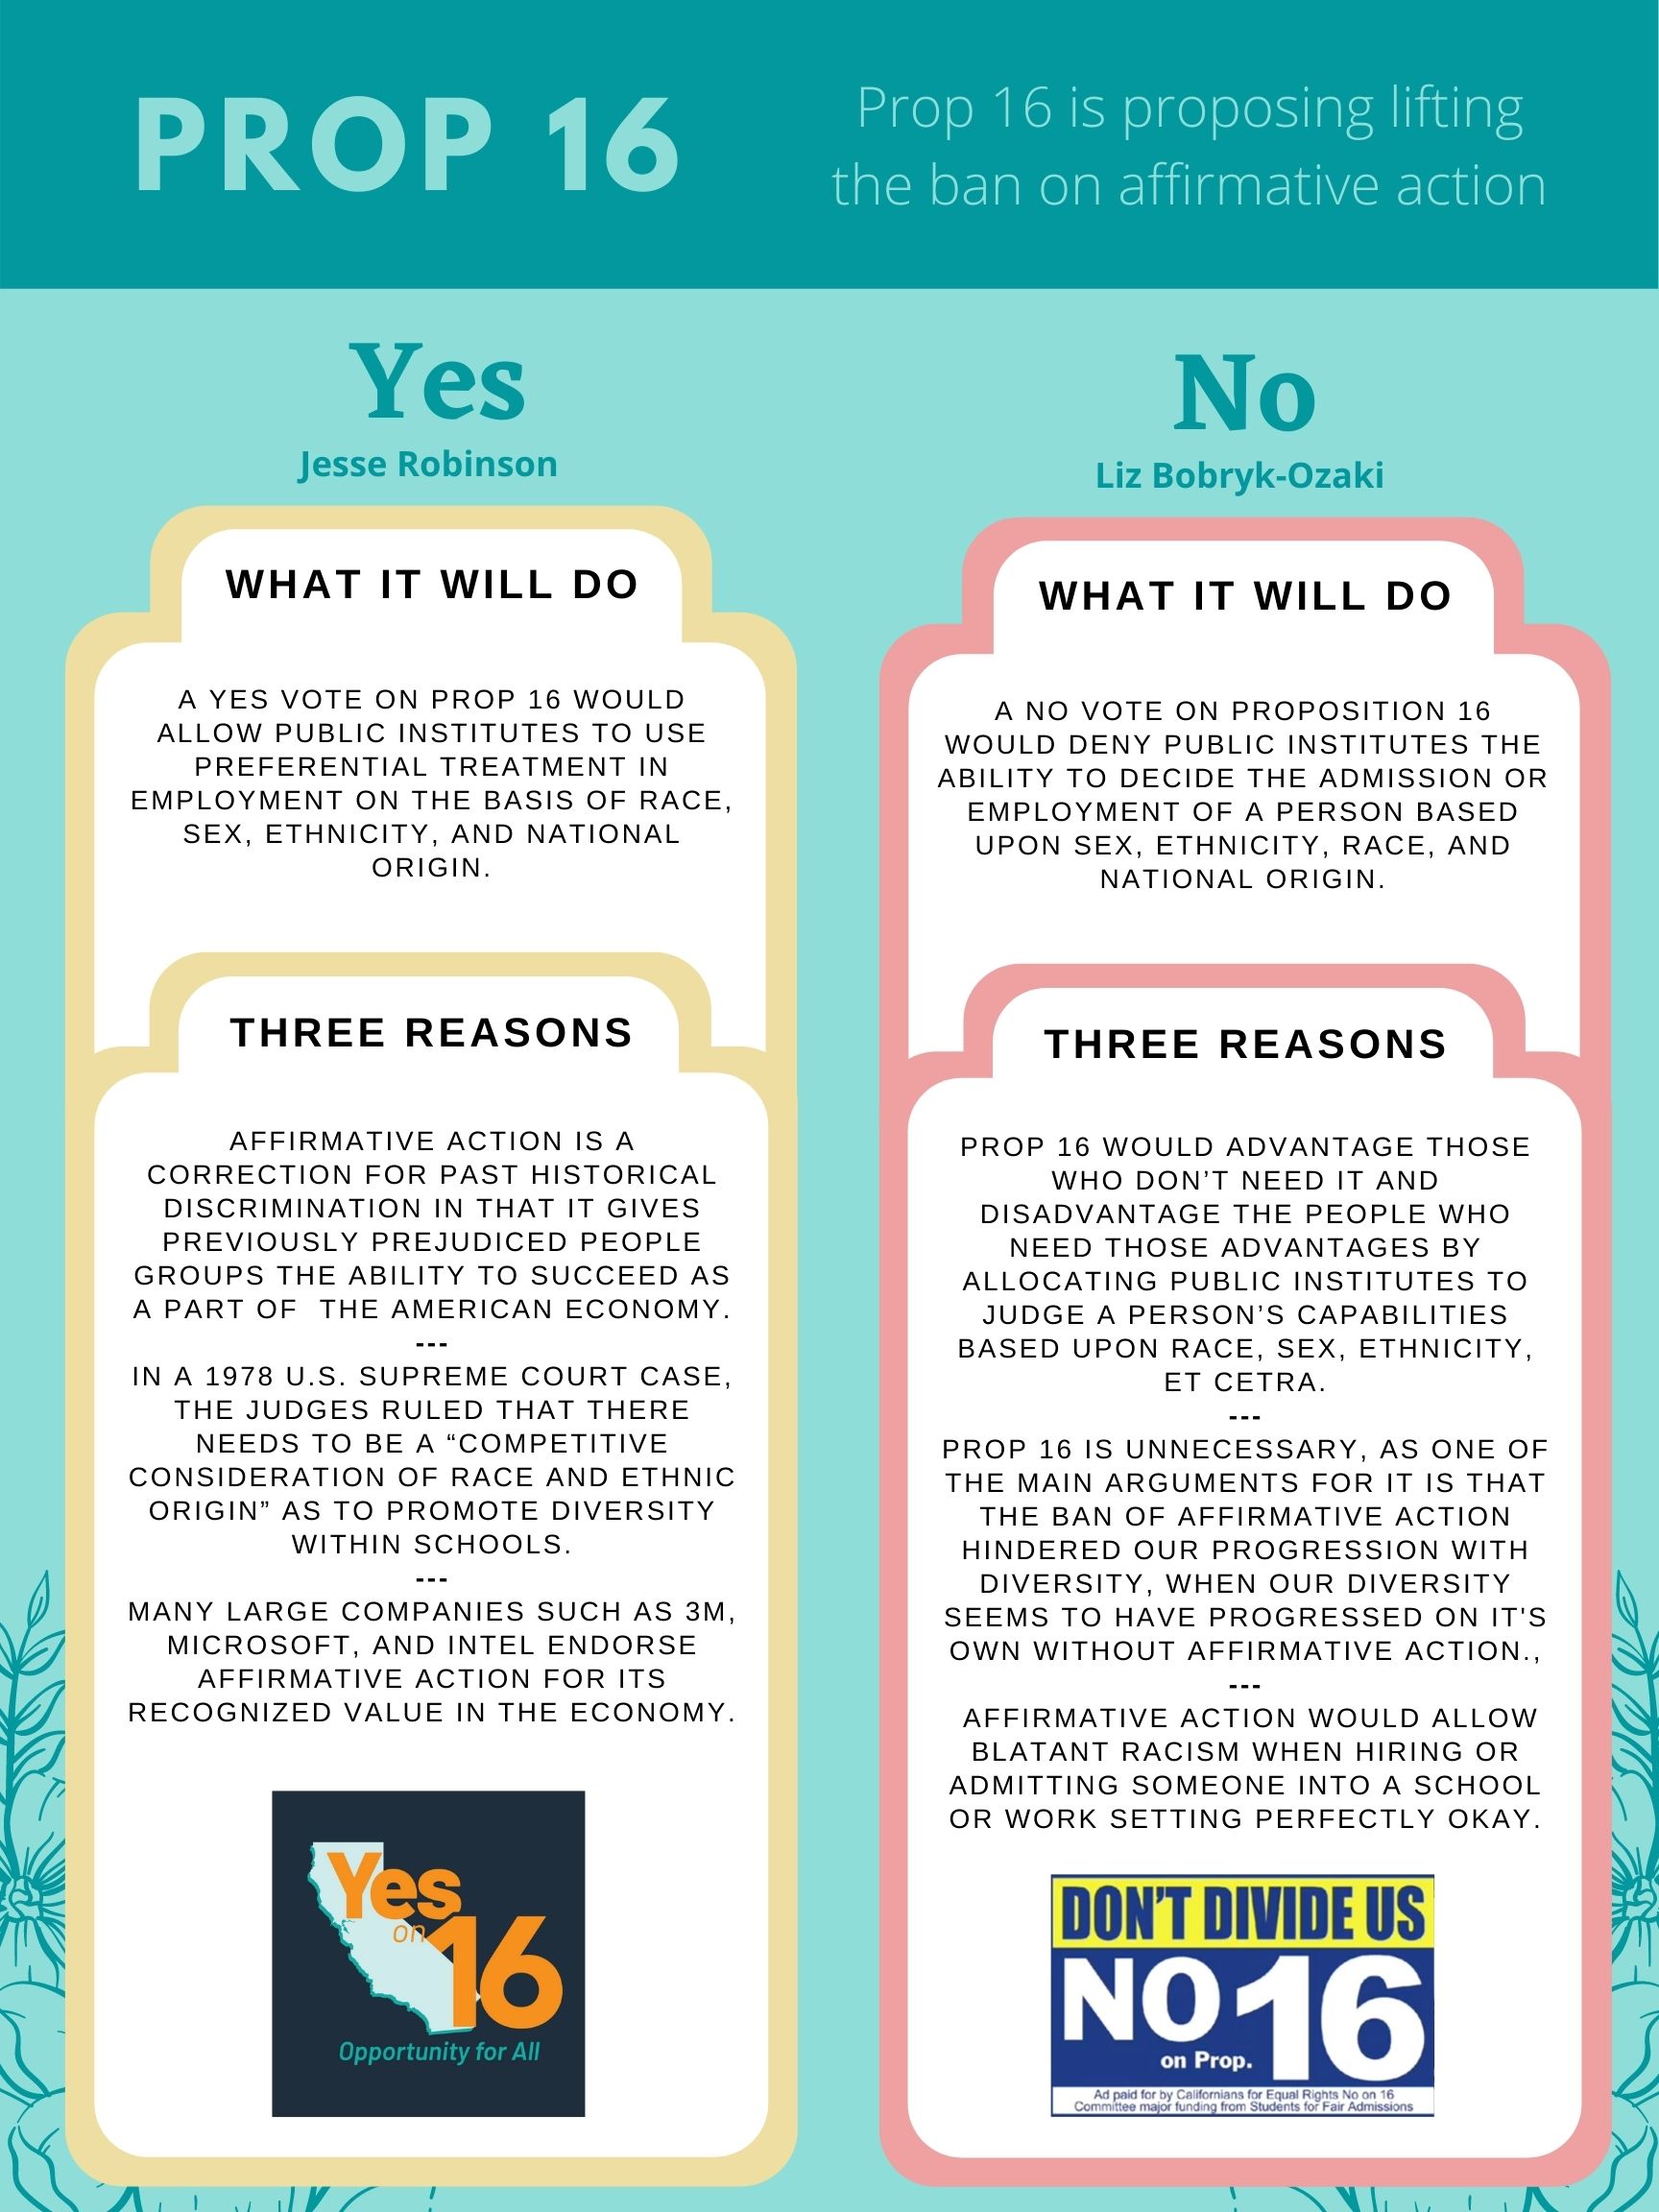 PROP 16
Prop 16 is proposing lifting
the ban on affirmative action
Yes
Jesse Robinson
WHAT IT WILL DO
A YES VOTE ON PROP 16 WOULD
ALLOW PUBLIC INSTITUTES TO USE
PREFERENTIAL TREATMENT IN
EMPLOYMENT ON THE BASIS OF RACE,
SEX, ETHNICITY, AND NATIONAL
ORIGIN.
THREE REASONS
AFFIRMATIVE ACTION IS A
CORRECTION FOR PAST HISTORICAL
DISCRIMINATION IN THAT IT GIVES
PREVIOUSLY PREJUDICED PEOPLE
GROUPS THE ABILITY TO SUCCEED AS
A PART OF  THE AMERICAN ECONOMY.
---
IN A 1978 U.S. SUPREME COURT CASE,
THE JUDGES RULED THAT THERE
NEEDS TO BE A “COMPETITIVE
CONSIDERATION OF RACE AND ETHNIC
ORIGIN” AS TO PROMOTE DIVERSITY
WITHIN SCHOOLS.
---
MANY LARGE COMPANIES SUCH AS 3M,
MICROSOFT, AND INTEL ENDORSE
AFFIRMATIVE ACTION FOR ITS
RECOGNIZED VALUE IN THE ECONOMY.
Yes
on
16
Opportunity for All
No
Liz Bobryk-Ozaki
WHAT IT WILL DO
A NO VOTE ON PROPOSITION 16
WOULD DENY PUBLIC INSTITUTES THE
ABILITY TO DECIDE THE ADMISSION OR
EMPLOYMENT OF A PERSON BASED
UPON SEX, ETHNICITY, RACE, AND
NATIONAL ORIGIN.
THREE REASONS
PROP 16 WOULD ADVANTAGE THOSE
WHO DON’T NEED IT AND
DISADVANTAGE THE PEOPLE WHO
NEED THOSE ADVANTAGES BY
ALLOCATING PUBLIC INSTITUTES TO
JUDGE A PERSON’S CAPABILITIES
BASED UPON RACE, SEX, ETHNICITY,
ET CETRA.
---
PROP 16 IS UNNECESSARY, AS ONE OF
THE MAIN ARGUMENTS FOR IT IS THAT
THE BAN OF AFFIRMATIVE ACTION
HINDERED OUR PROGRESSION WITH
DIVERSITY, WHEN OUR DIVERSITY
SEEMS TO HAVE PROGRESSED ON IT'S
OWN WITHOUT AFFIRMATIVE ACTION.,
---
AFFIRMATIVE ACTION WOULD ALLOW
BLATANT RACISM WHEN HIRING OR
ADMITTING SOMEONE INTO A SCHOOL
OR WORK SETTING PERFECTLY OKAY.
DON'T DIVIDE US
NO 16
on Prop.
Ad paid for by Californians for Equal Rights No on 16
Committee major funding from Students for Fair Admissions